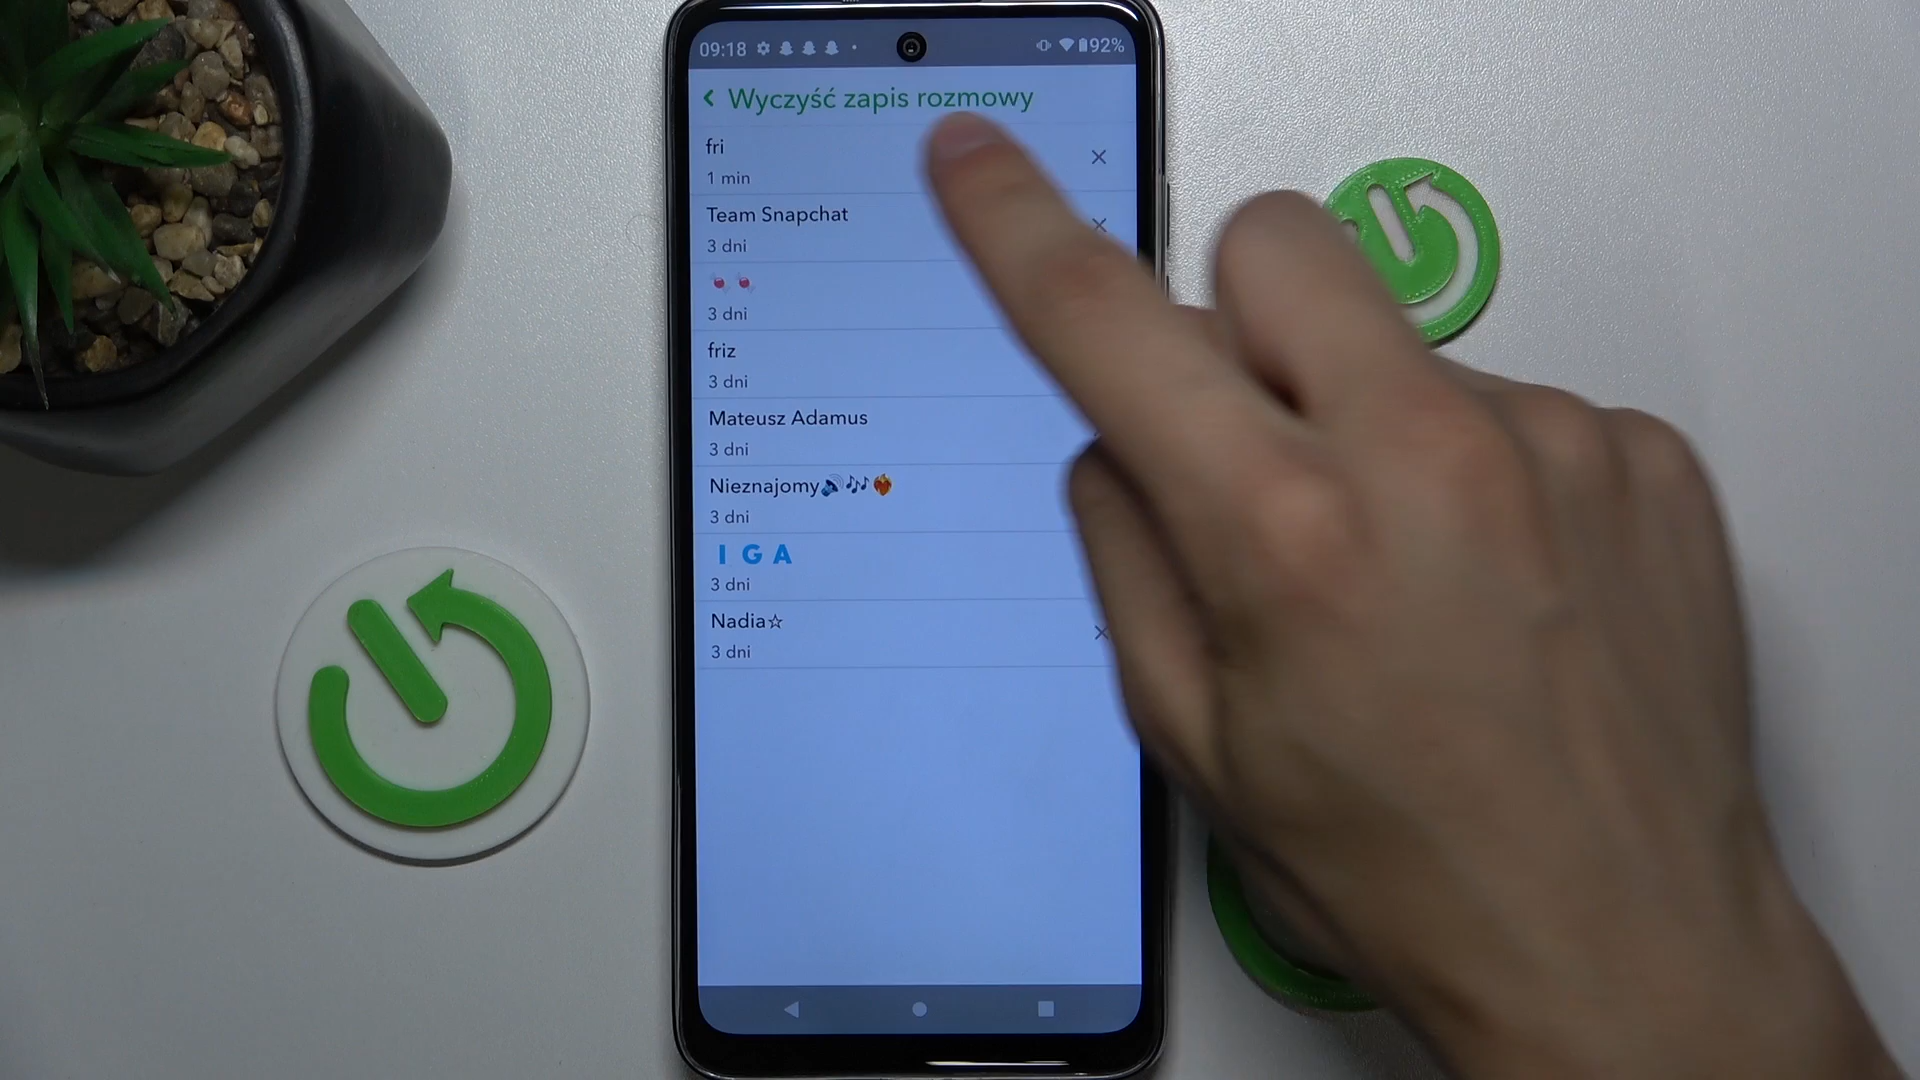 09:18
92%
Wyczyść zapis rozmowy
fri
1 min
Team Snapchat
3 dni
🍬🍬
3 dni
friz
3 dni
Mateusz Adamus
3 dni
Nieznajomy🔊🎶❤️‍🔥
3 dni
I G A
3 dni
Nadia☆
3 dni